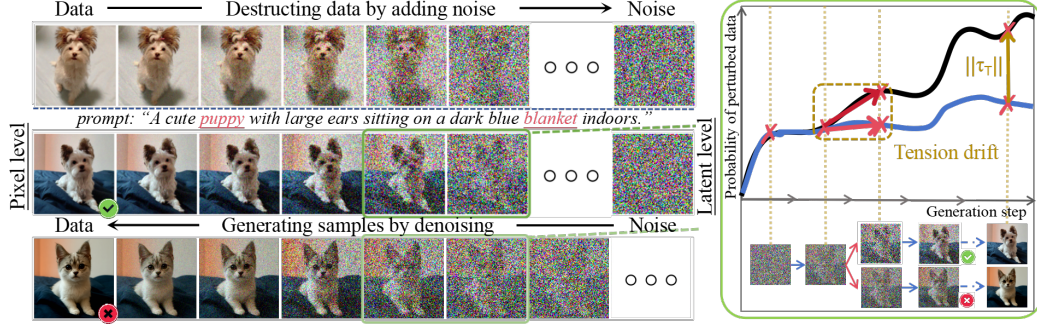 Data
Destructing data by adding noise
Noise
prompt: “A cute puppy with large ears sitting on a dark blue blanket indoors.”
Pixel level
Data
Generating samples by denoising
Noise
Latent level
Probability of perturbed data
||τ_T||
Tension drift
Generation step